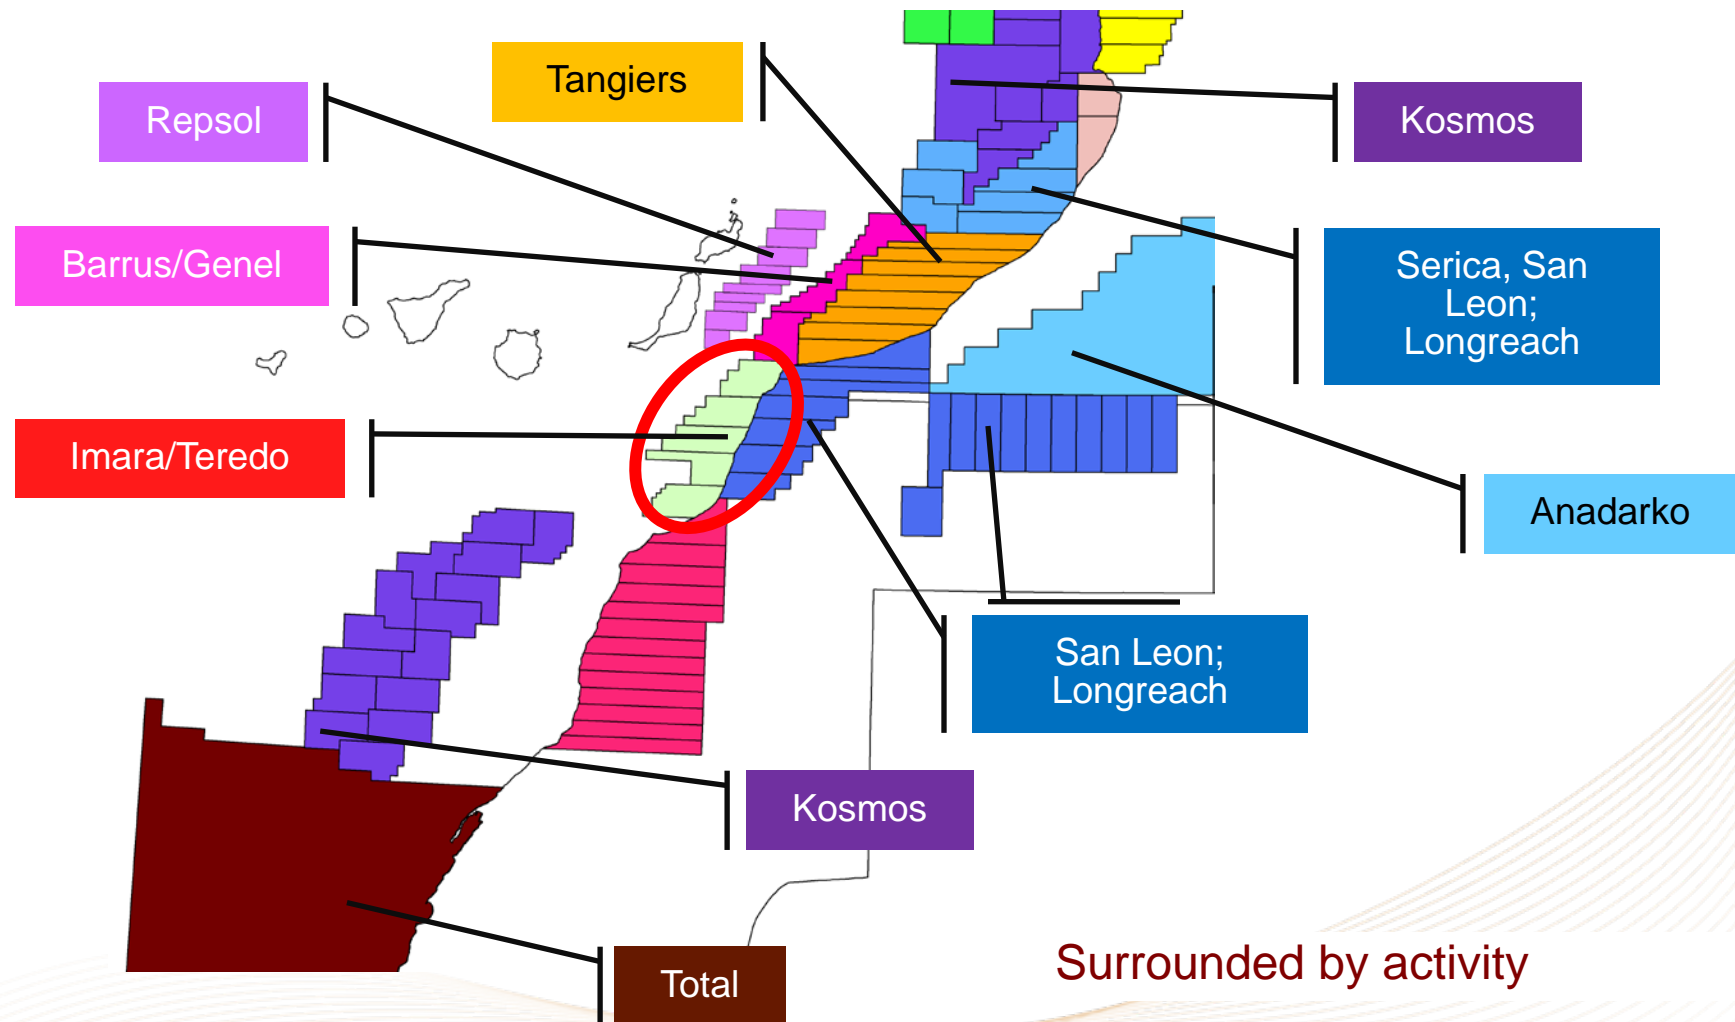 Tangiers
Repsol
Kosmos
Barrus/Genel
Serica, San
Leon;
Longreach
Imara/Teredo
Anadarko
San Leon;
Longreach
Kosmos
Total
Surrounded by activity